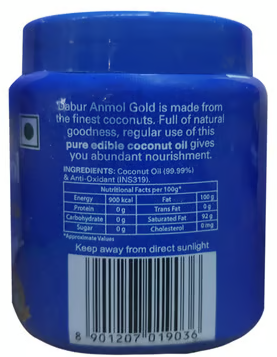 Dabur Anmol Gold is made from
the finest coconuts. Full of natural
goodness, regular use of this
pure edible coconut oil gives
you abundant nourishment.
INGREDIENTS: Coconut Oil (99.99%)
& Anti-Oxidant (INS319).
Nutritional Facts per 100g*
Energy 900 kcal Fat 100 g
Protein 0 g Trans Fat 0 g
Carbohydrate 0 g Saturated Fat 92 g
Sugar 0 g Cholesterol 0 mg
*Approximate Values
Keep away from direct sunlight
8 901207 019036